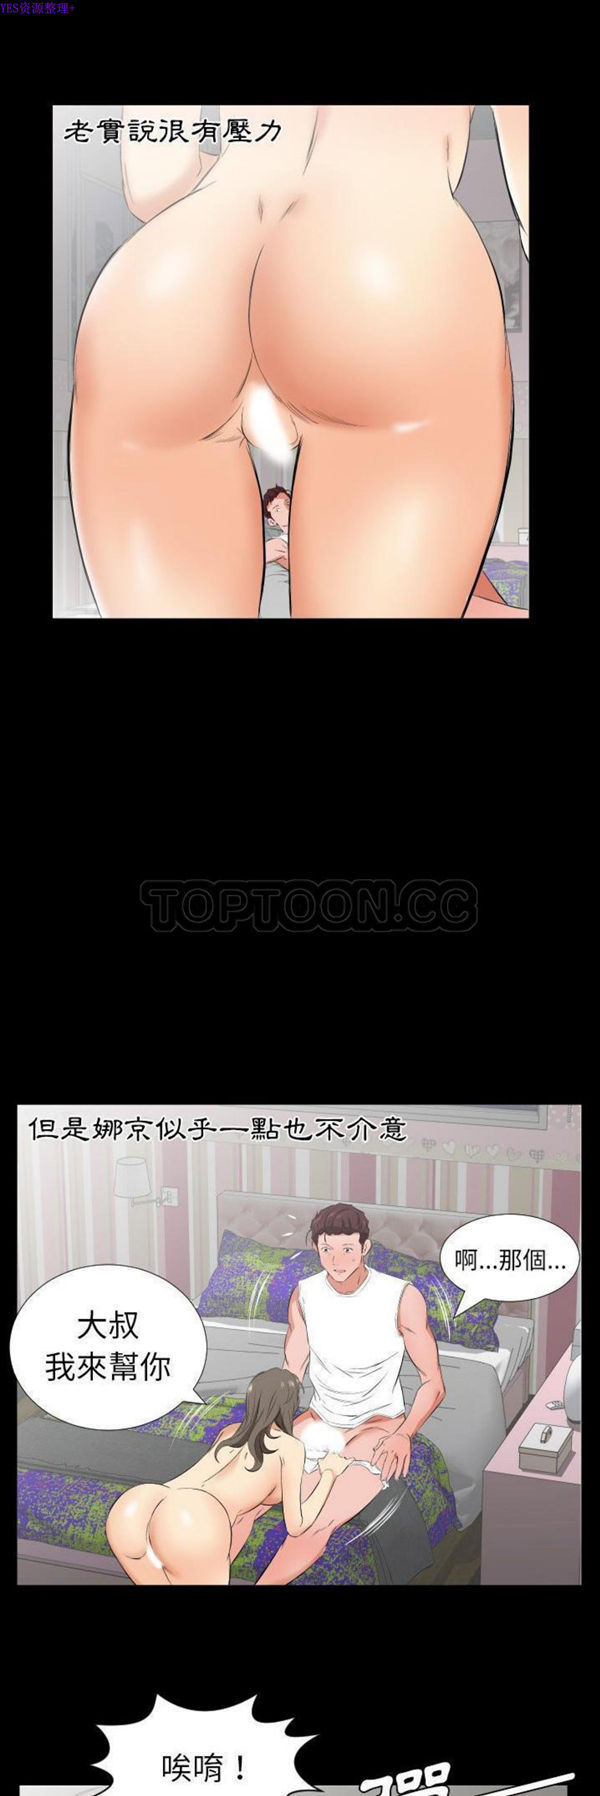 YES资源整理+
老實說很有壓力
TOPTOON.CC
但是娜京似乎一點也不介意
啊...那個...
大叔
我來幫你
唉唷！